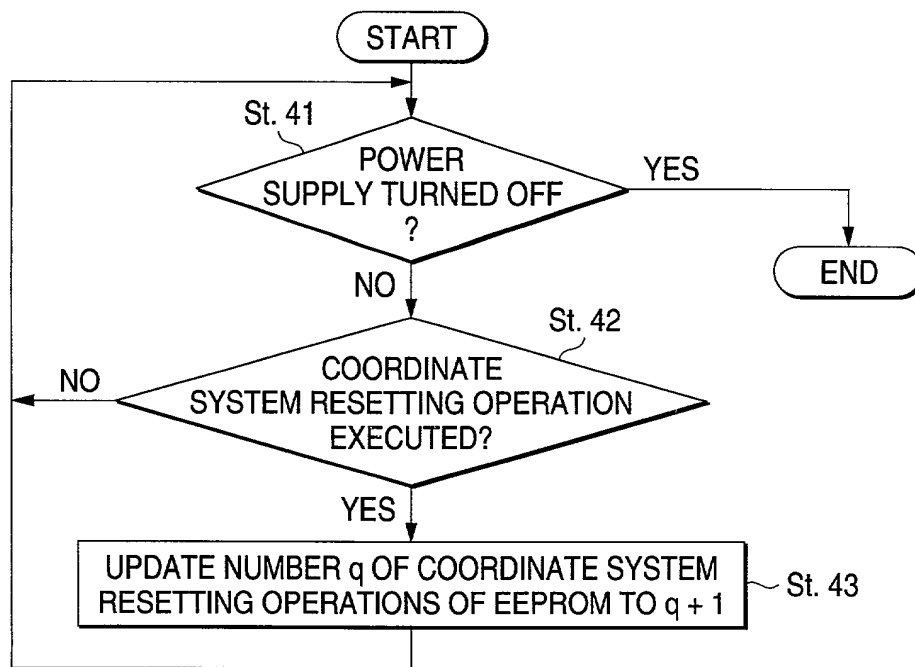 START
St. 41
POWER
SUPPLY TURNED OFF
?
YES
END
NO
St. 42
COORDINATE
SYSTEM RESETTING OPERATION
EXECUTED?
NO
YES
UPDATE NUMBER q OF COORDINATE SYSTEM
RESETTING OPERATIONS OF EEPROM TO q + 1
St. 43